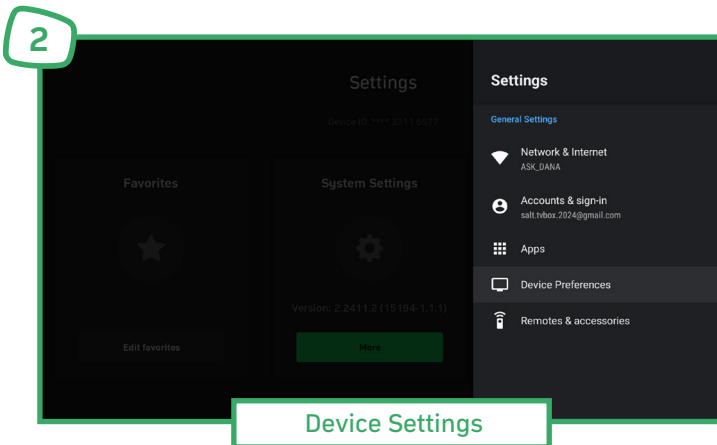 2
Settings
Device ID: **** 3311 6577
Favorites
System Settings
Version: 2.2411.2 (15194-1.1.1)
Edit favorites
More
Settings
General Settings
Network & Internet
ASK_DANA
Accounts & sign-in
salt.tvbox.2024@gmail.com
Apps
Device Preferences
Remotes & accessories
Device Settings